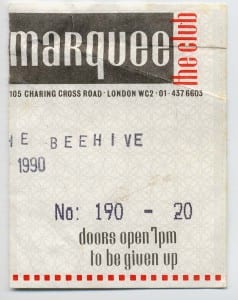 marquee
the club
105 CHARING CROSS ROAD · LONDON WC2 · 01-437 6603
HE BEEHIVE
1990
No: 190 - 20
doors open 7pm
to be given up